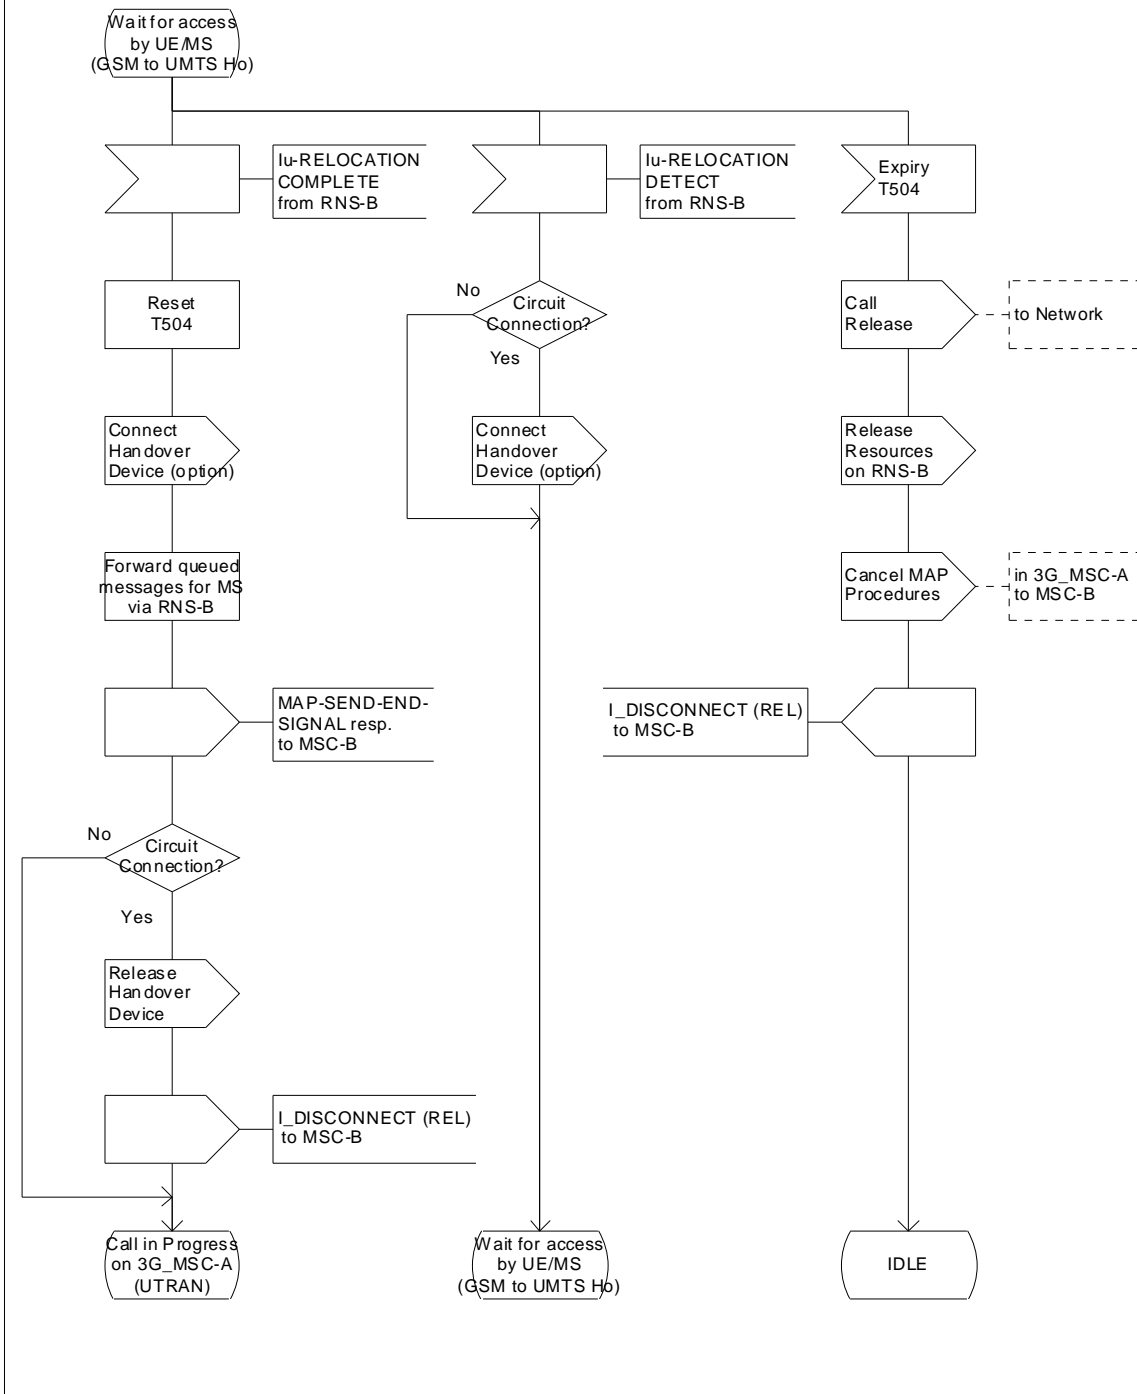 Wait for access
by UE/MS
(GSM to UMTS Ho)
Iu-RELOCATION
COMPLETE
from RNS-B
Iu-RELOCATION
DETECT
from RNS-B
Expiry
T504
Reset
T504
No
Circuit
Connection?
Yes
Call
Release
to Network
Connect
Handover
Device (option)
Connect
Handover
Device (option)
Release
Resources
on RNS-B
Forward queued
messages for MS
via RNS-B
Cancel MAP
Procedures
in 3G_MSC-A
to MSC-B
MAP-SEND-END-
SIGNAL resp.
to MSC-B
I_DISCONNECT (REL)
to MSC-B
No
Circuit
Connection?
Yes
Release
Handover
Device
I_DISCONNECT (REL)
to MSC-B
Call in Progress
on 3G_MSC-A
(UTRAN)
Wait for access
by UE/MS
(GSM to UMTS Ho)
IDLE